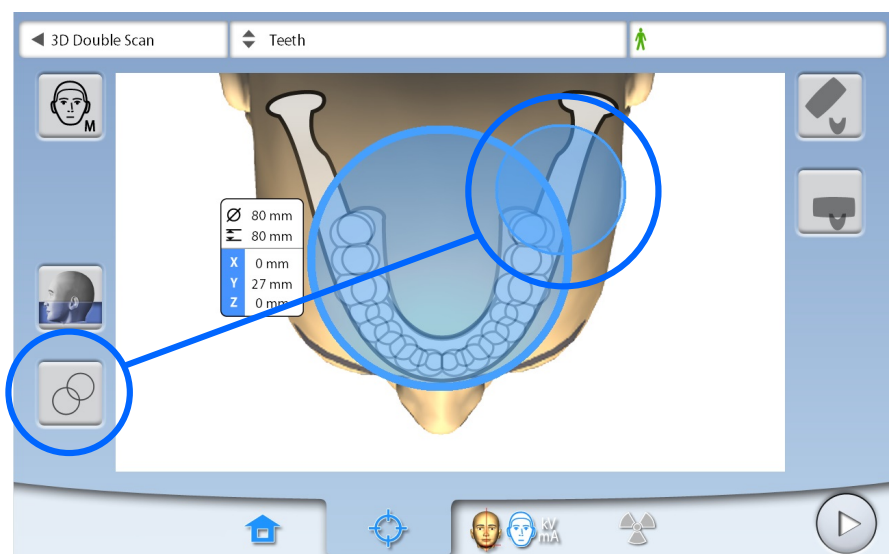 3D Double Scan
Teeth
M
Ø 80 mm
80 mm
X 0 mm
Y 27 mm
Z 0 mm
kV
mA